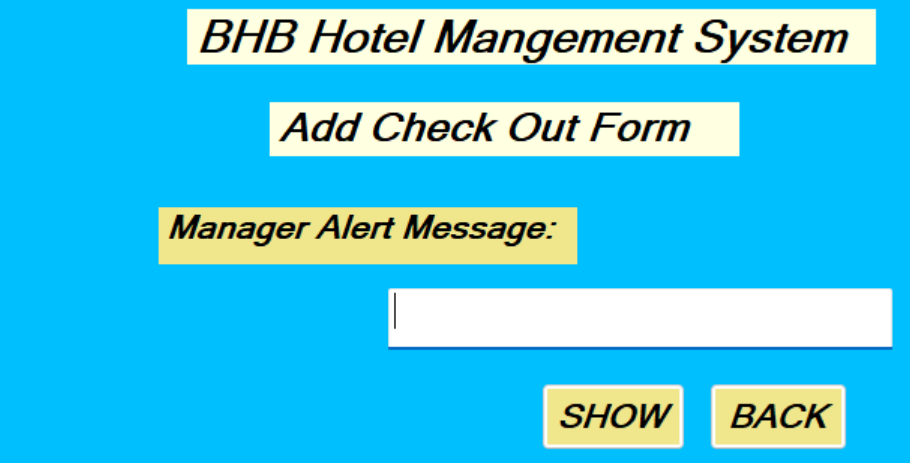 BHB Hotel Mangement System
Add Check Out Form
Manager Alert Message:
SHOW BACK